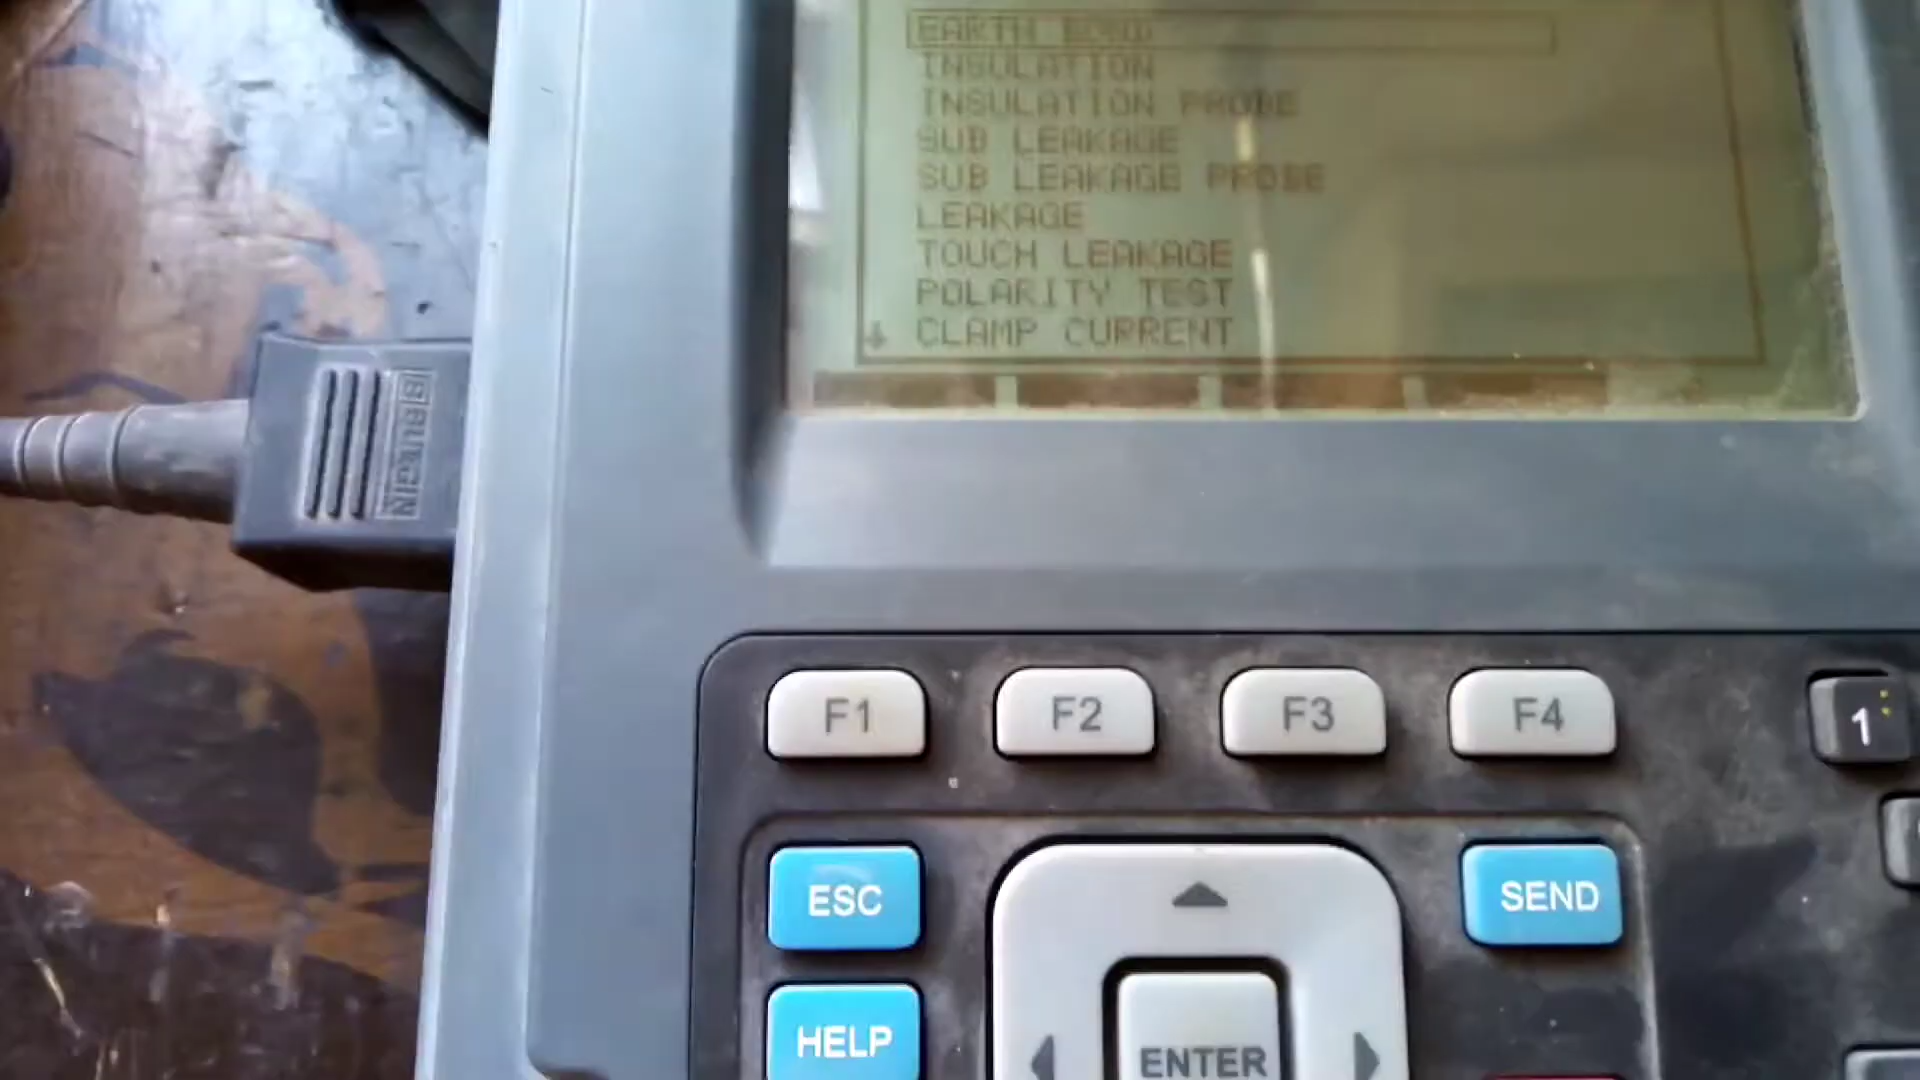 EARTH BOND
INSULATION
INSULATION PROBE
SUB LEAKAGE
SUB LEAKAGE PROBE
LEAKAGE
TOUCH LEAKAGE
POLARITY TEST
CLAMP CURRENT
BULGIN
F1
F2
F3
F4
1
ESC
SEND
HELP
ENTER